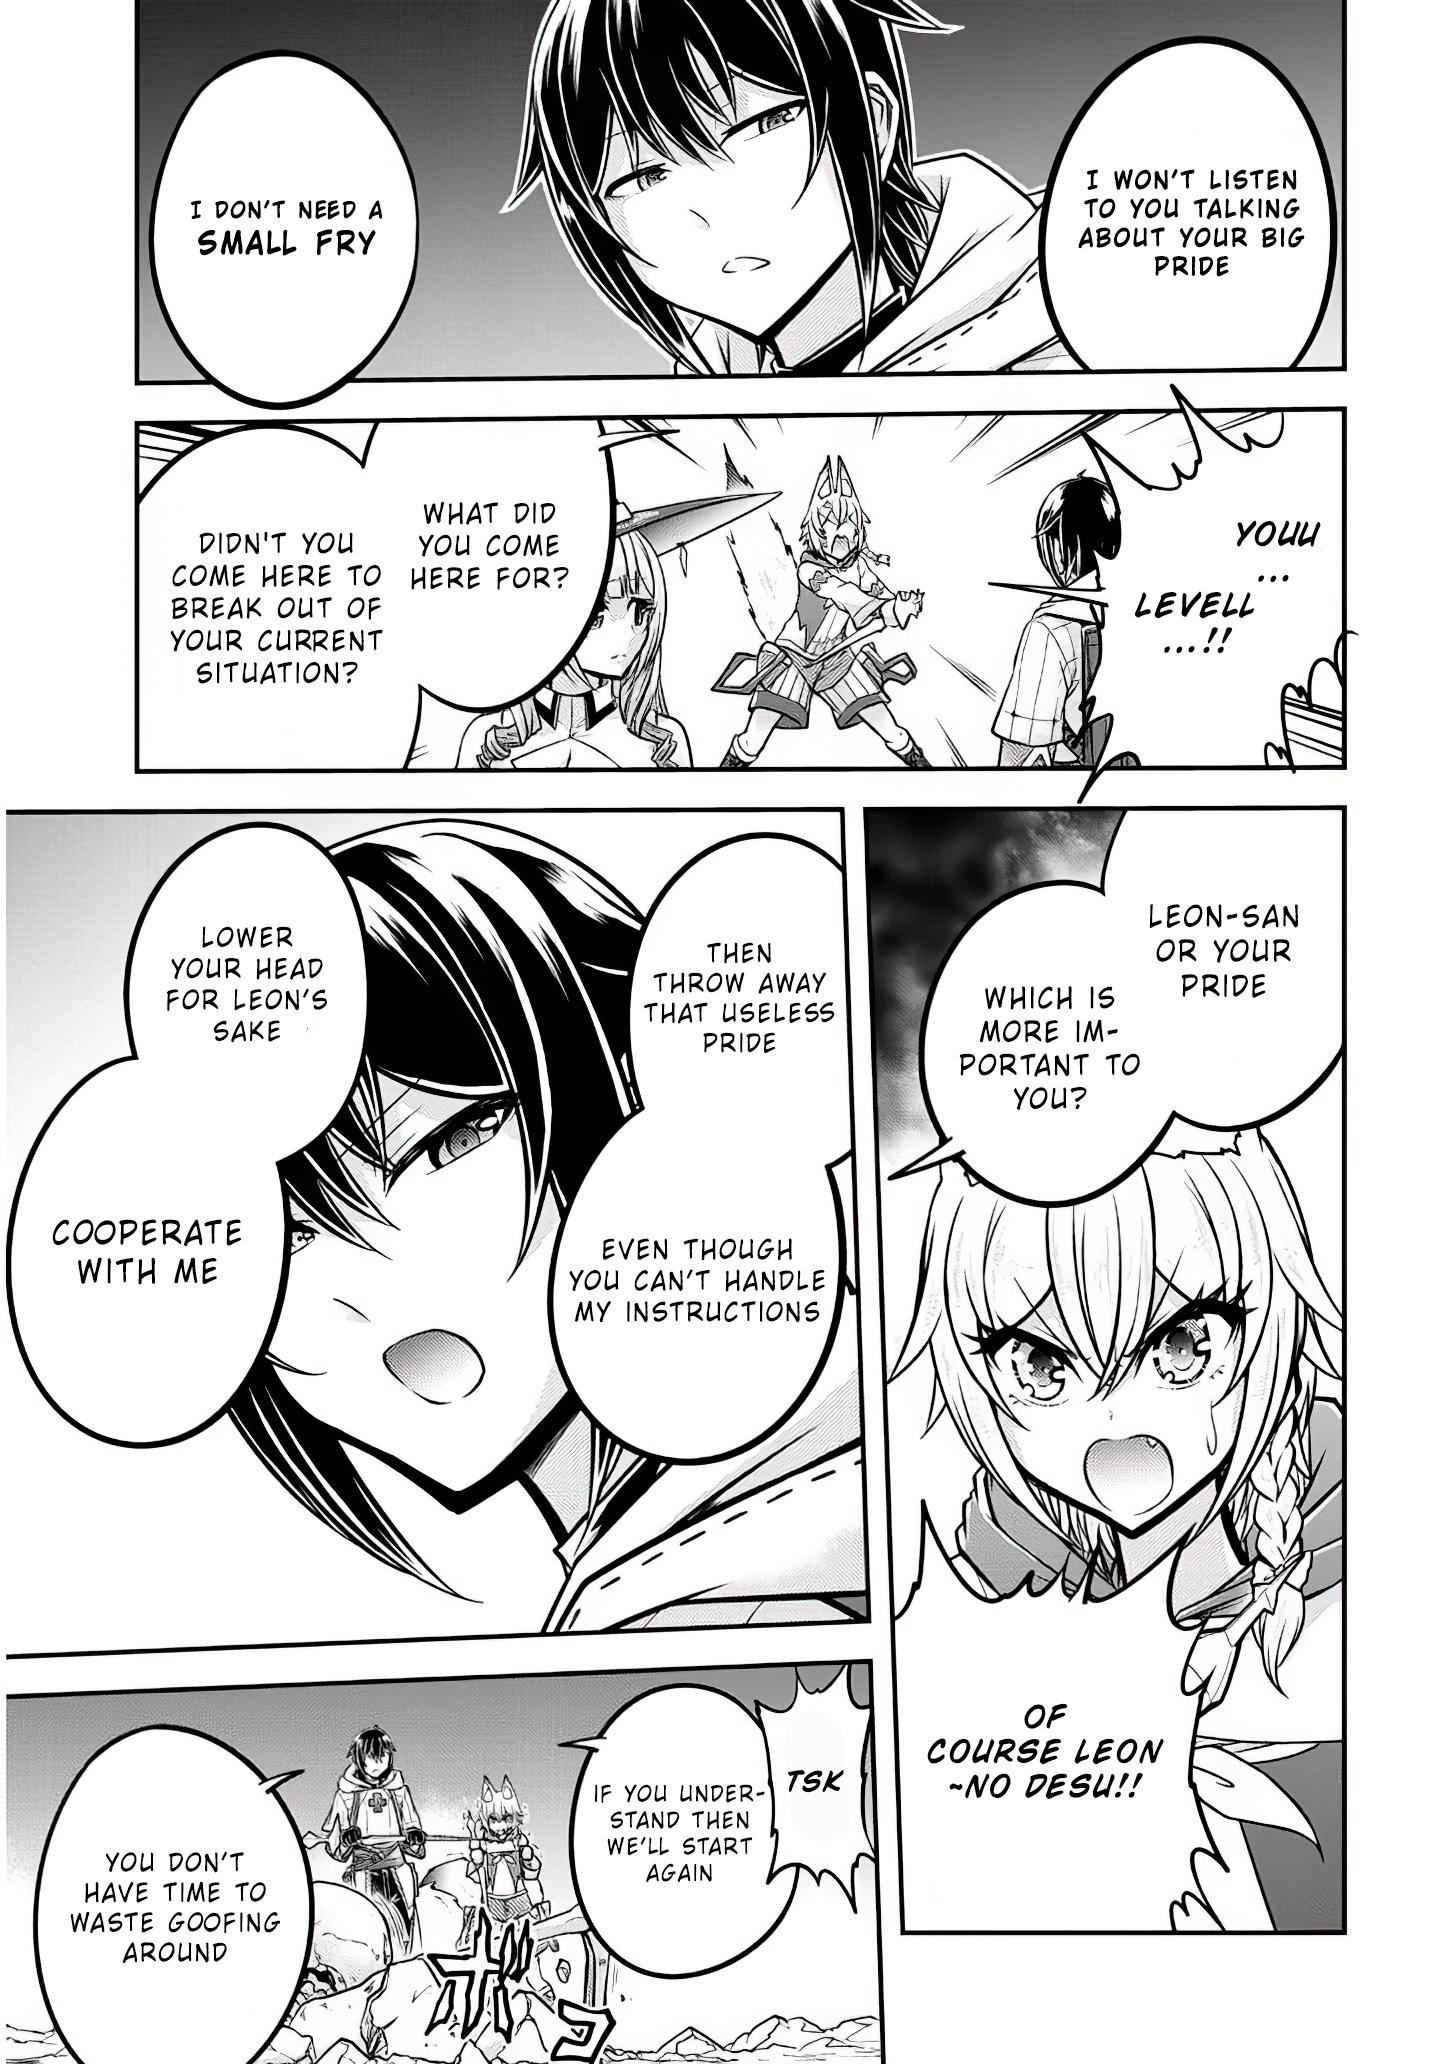 I WON'T LISTEN
TO YOU TALKING
ABOUT YOUR BIG
PRIDE
I DON'T NEED A
SMALL FRY
YOUU
...
LEVELL
...!!
WHAT DID
YOU COME
HERE FOR?
DIDN'T YOU
COME HERE TO
BREAK OUT OF
YOUR CURRENT
SITUATION?
LEON-SAN
OR YOUR
PRIDE
WHICH IS
MORE IM-
PORTANT TO
YOU?
OF
COURSE LEON
~NO DESU!!
THEN
THROW AWAY
THAT USELESS
PRIDE
EVEN THOUGH
YOU CAN'T HANDLE
MY INSTRUCTIONS
LOWER
YOUR HEAD
FOR LEON'S
SAKE
COOPERATE
WITH ME
TSK
IF YOU UNDER-
STAND THEN
WE'LL START
AGAIN
YOU DON'T
HAVE TIME TO
WASTE GOOFING
AROUND
ボコ